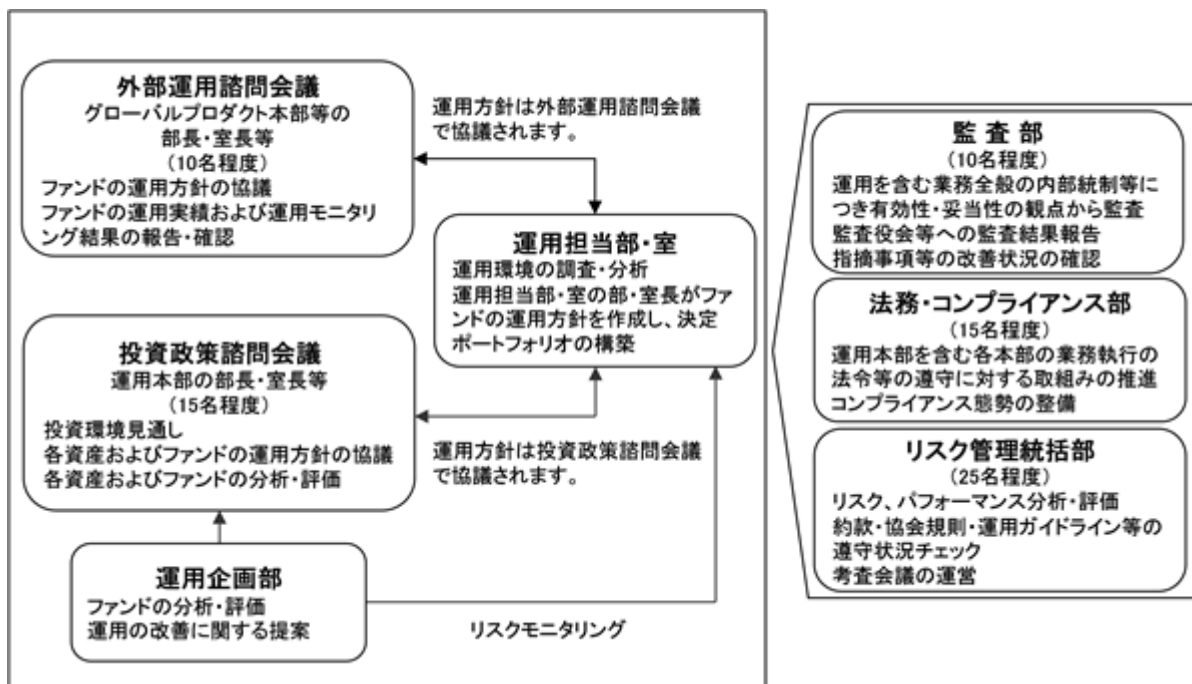 外部運用諮問会議
グローバルプロダクト本部等の
部長・室長等
(10名程度)
ファンドの運用方針の協議
ファンドの運用実績および運用モニタリ
ング結果の報告・確認
運用方針は外部運用諮問会議
で協議されます。
運用担当部・室
運用環境の調査・分析
運用担当部・室の部・室長がファ
ンドの運用方針を作成し、決定
ポートフォリオの構築
投資政策諮問会議
運用本部の部長・室長等
(15名程度)
投資環境見通し
各資産およびファンドの運用方針の協議
各資産およびファンドの分析・評価
運用方針は投資政策諮問会議
で協議されます。
運用企画部
ファンドの分析・評価
運用の改善に関する提案
リスクモニタリング
監査部
(10名程度)
運用を含む業務全般の内部統制等に
つき有効性・妥当性の観点から監査
監査役会等への監査結果報告
指摘事項等の改善状況の確認
法務・コンプライアンス部
(15名程度)
運用本部を含む各本部の業務執行の
法令等の遵守に対する取組みの推進
コンプライアンス態勢の整備
リスク管理統括部
(25名程度)
リスク、パフォーマンス分析・評価
約款・協会規則・運用ガイドライン等の
遵守状況チェック
考査会議の運営